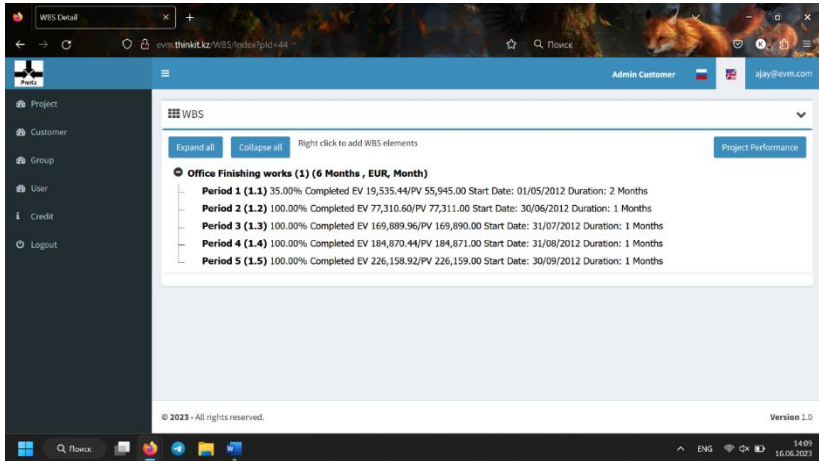 WBS Detail
evm.thinkit.kz/WBS/Index?pId=44
Поиск
PmiKz
Admin Customer
ajay@evm.com
Project
Customer
Group
User
Credit
Logout
WBS
Expand all
Collapse all
Right click to add WBS elements
Project Performance
Office Finishing works (1) (6 Months , EUR, Month)
Period 1 (1.1) 35.00% Completed EV 19,535.44/PV 55,945.00 Start Date: 01/05/2012 Duration: 2 Months
Period 2 (1.2) 100.00% Completed EV 77,310.60/PV 77,311.00 Start Date: 30/06/2012 Duration: 1 Months
Period 3 (1.3) 100.00% Completed EV 169,889.96/PV 169,890.00 Start Date: 31/07/2012 Duration: 1 Months
Period 4 (1.4) 100.00% Completed EV 184,870.44/PV 184,871.00 Start Date: 31/08/2012 Duration: 1 Months
Period 5 (1.5) 100.00% Completed EV 226,158.92/PV 226,159.00 Start Date: 30/09/2012 Duration: 1 Months
© 2023 - All rights reserved.
Version 1.0
Поиск
ENG
14:09
16.06.2023